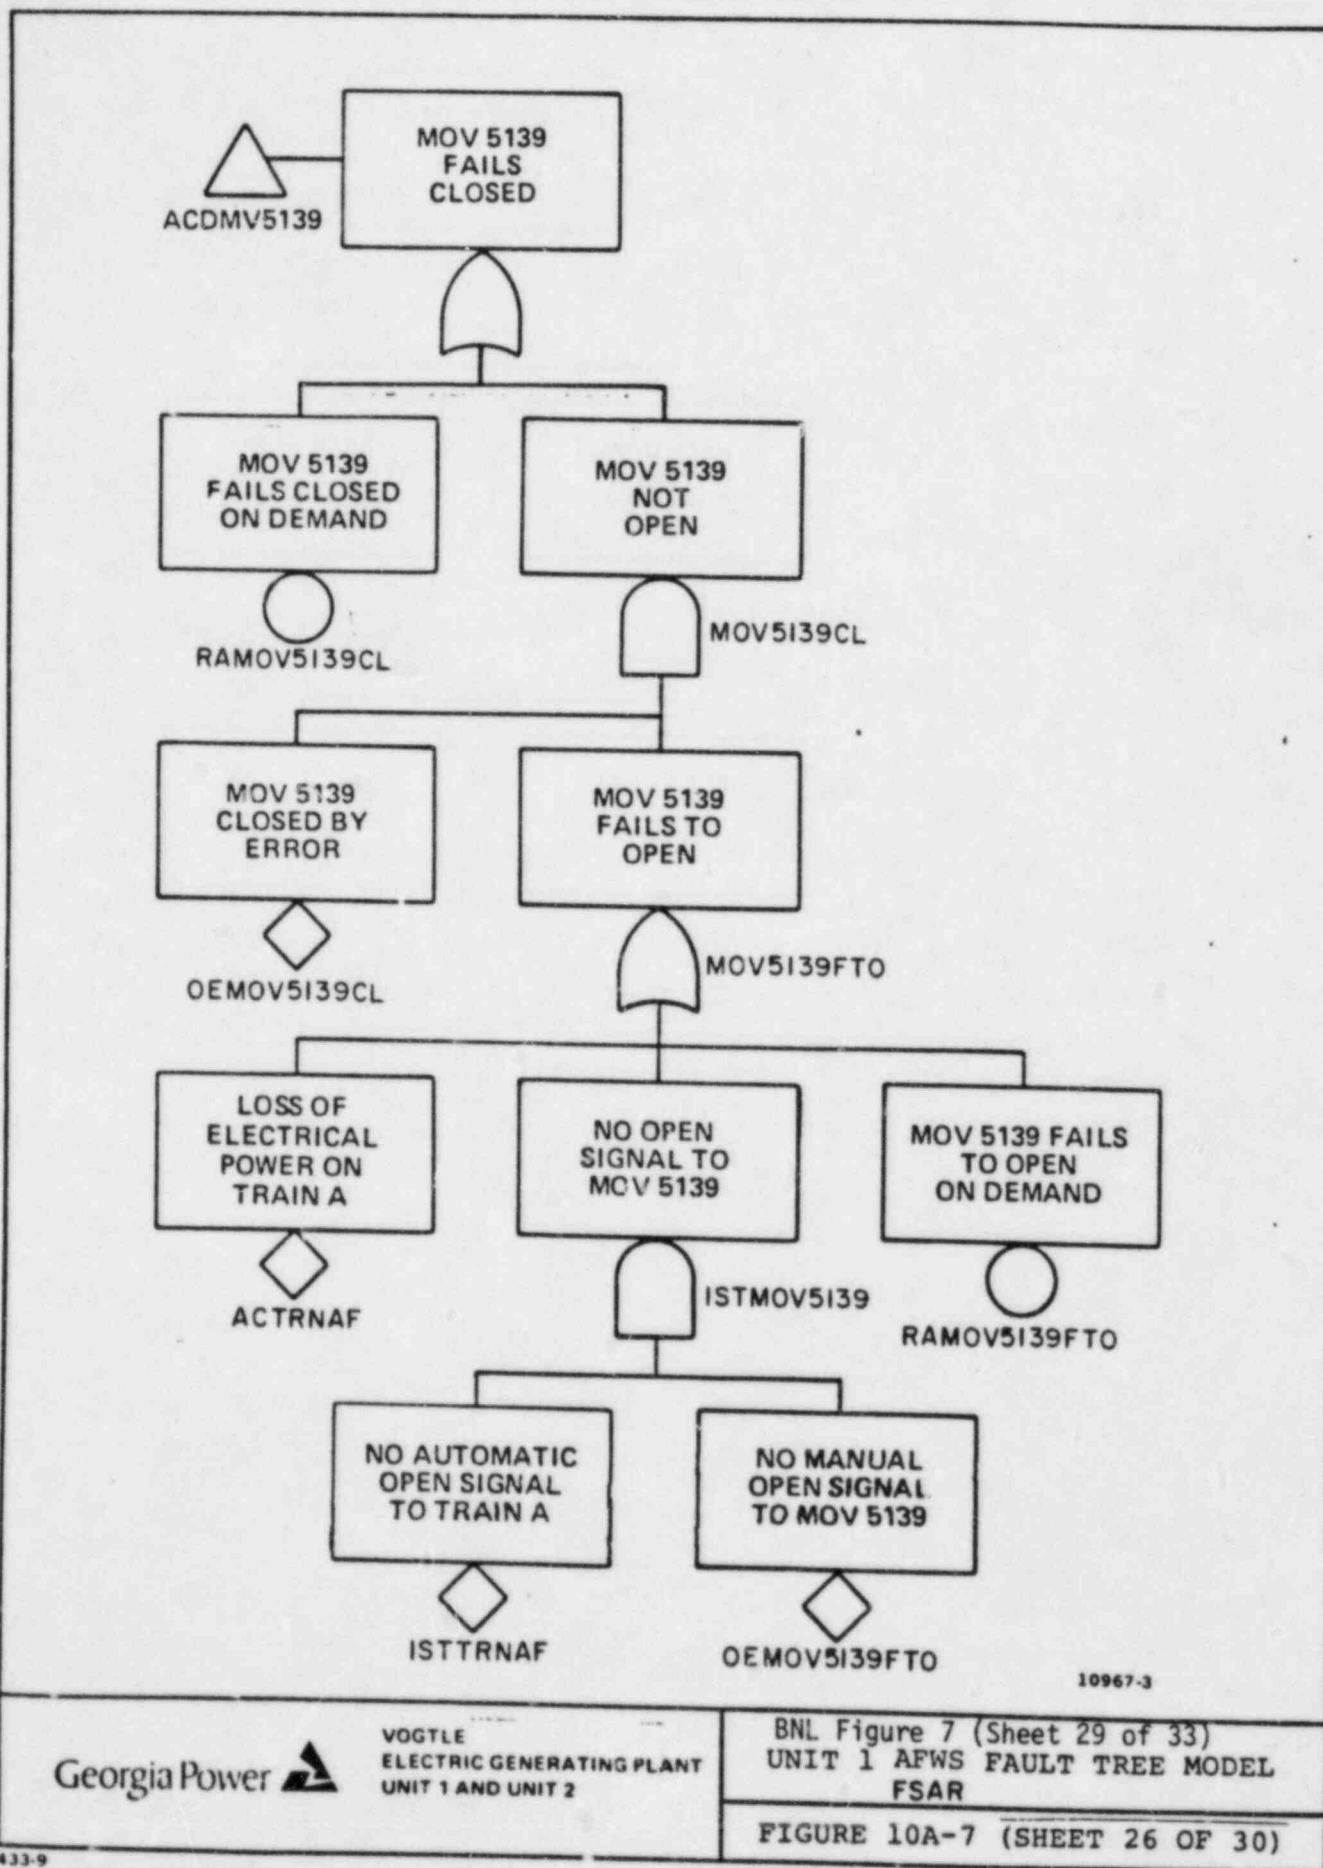 MOV 5139
FAILS
CLOSED
ACDMV5139
MOV 5139
FAILS CLOSED
ON DEMAND
MOV 5139
NOT
OPEN
RAMOV5139CL
MOV5139CL
MOV 5139
CLOSED BY
ERROR
MOV 5139
FAILS TO
OPEN
OEMOV5139CL
MOV5139FTO
LOSS OF
ELECTRICAL
POWER ON
TRAIN A
NO OPEN
SIGNAL TO
MOV 5139
MOV 5139 FAILS
TO OPEN
ON DEMAND
ACTRNAF
ISTMOV5139
RAMOV5139FTO
NO AUTOMATIC
OPEN SIGNAL
TO TRAIN A
NO MANUAL
OPEN SIGNAL
TO MOV 5139
ISTTRNAF
OEMOV5139FTO
10967-3
Georgia Power
VOGTLE
ELECTRIC GENERATING PLANT
UNIT 1 AND UNIT 2
BNL Figure 7 (Sheet 29 of 33)
UNIT 1 AFWS FAULT TREE MODEL
FSAR
FIGURE 10A-7 (SHEET 26 OF 30)
433-9